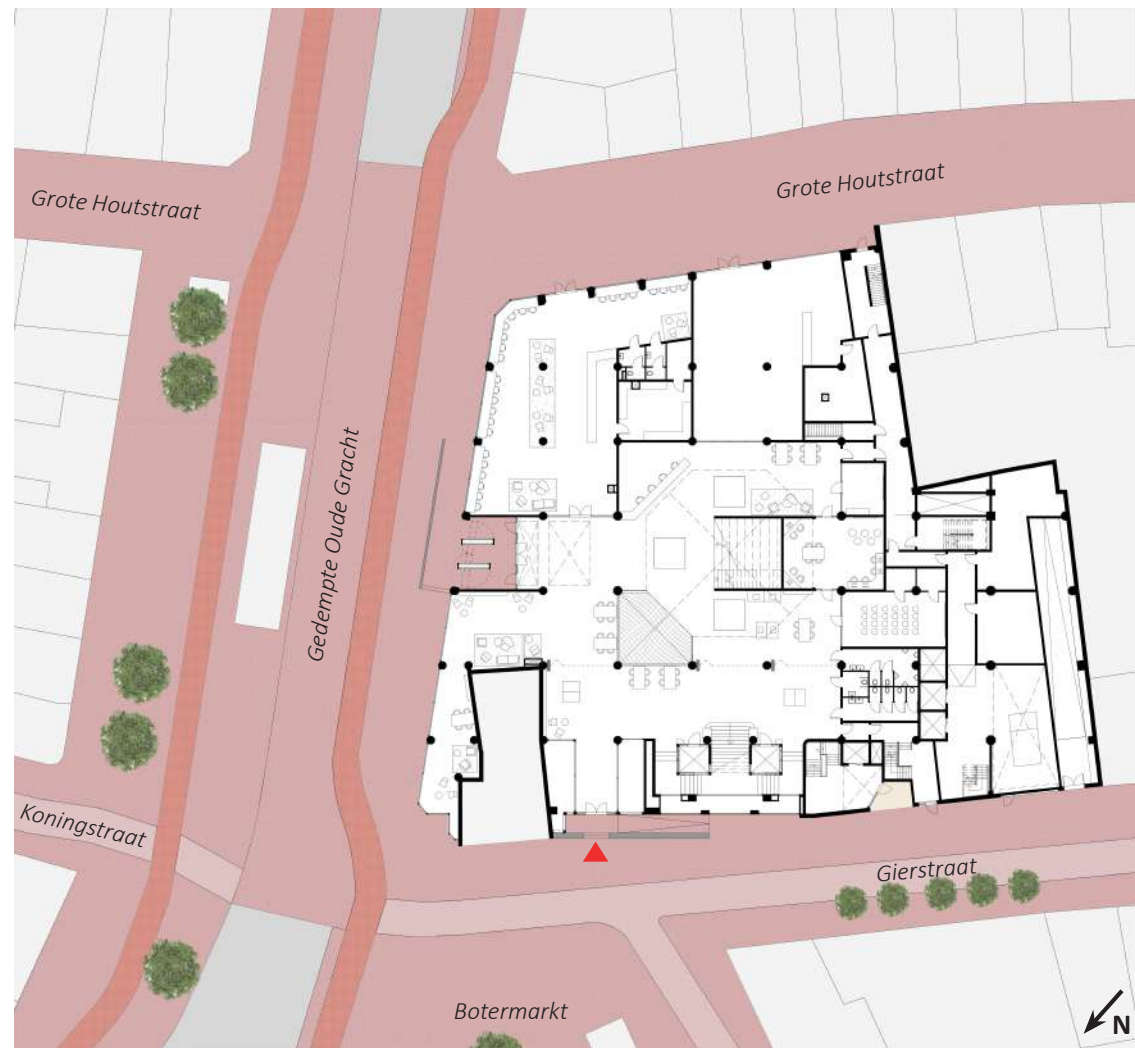 Grote Houtstraat
Grote Houtstraat
Gedempte Oude Gracht
Koningstraat
Gierstraat
Botermarkt
N